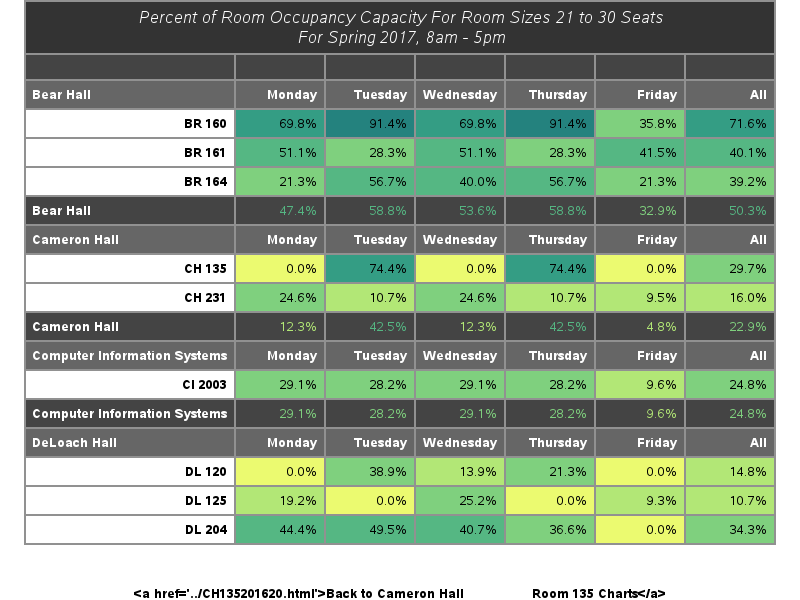 Percent of Room Occupancy Capacity For Room Sizes 21 to 30 Seats
For Spring 2017, 8am - 5pm
Bear Hall Monday Tuesday Wednesday Thursday Friday All
BR 160 69.8% 91.4% 69.8% 91.4% 35.8% 71.6%
BR 161 51.1% 28.3% 51.1% 28.3% 41.5% 40.1%
BR 164 21.3% 56.7% 40.0% 56.7% 21.3% 39.2%
Bear Hall 47.4% 58.8% 53.6% 58.8% 32.9% 50.3%
Cameron Hall Monday Tuesday Wednesday Thursday Friday All
CH 135 0.0% 74.4% 0.0% 74.4% 0.0% 29.7%
CH 231 24.6% 10.7% 24.6% 10.7% 9.5% 16.0%
Cameron Hall 12.3% 42.5% 12.3% 42.5% 4.8% 22.9%
Computer Information Systems Monday Tuesday Wednesday Thursday Friday All
CI 2003 29.1% 28.2% 29.1% 28.2% 9.6% 24.8%
Computer Information Systems 29.1% 28.2% 29.1% 28.2% 9.6% 24.8%
DeLoach Hall Monday Tuesday Wednesday Thursday Friday All
DL 120 0.0% 38.9% 13.9% 21.3% 0.0% 14.8%
DL 125 19.2% 0.0% 25.2% 0.0% 9.3% 10.7%
DL 204 44.4% 49.5% 40.7% 36.6% 0.0% 34.3%
<a href='../CH135201620.html'>Back to Cameron Hall Room 135 Charts</a>